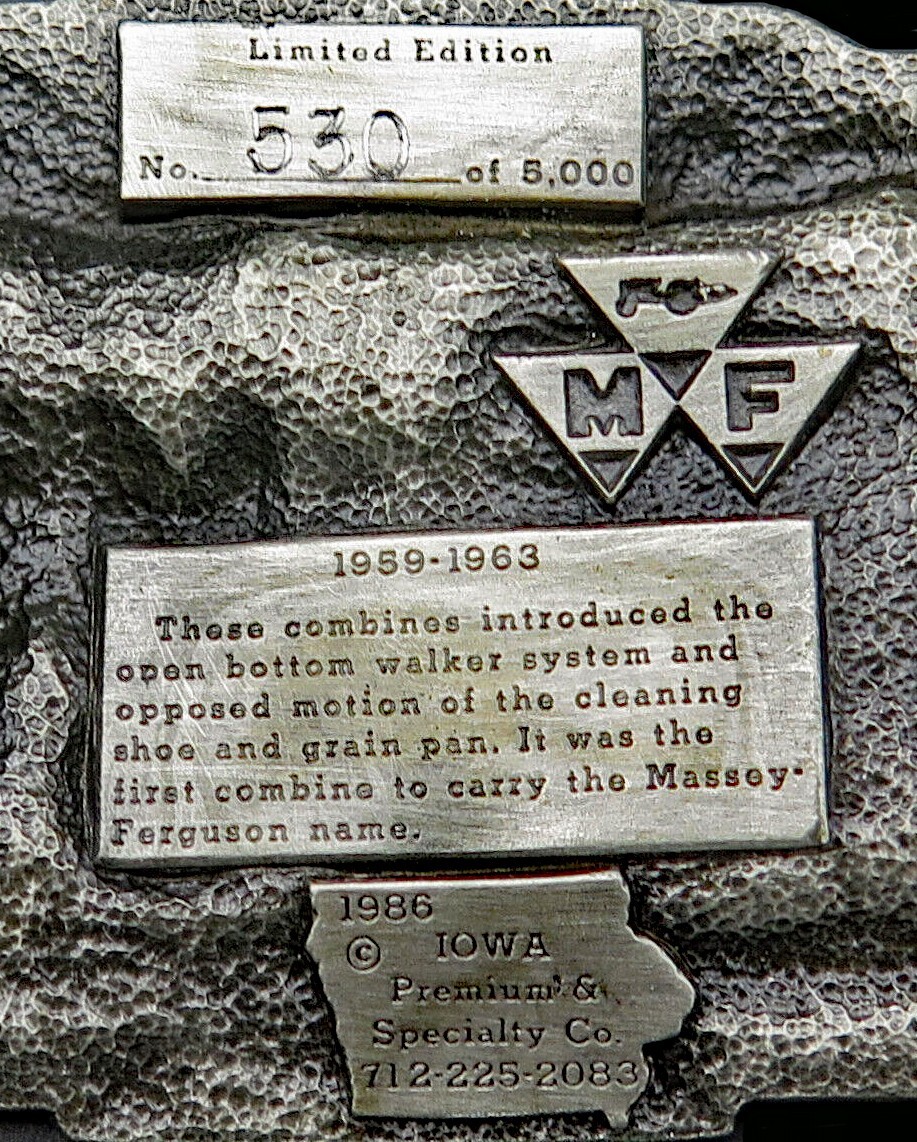 Limited Edition
No. 530 of 5,000
M F
1959-1963
These combines introduced the
open bottom walker system and
opposed motion of the cleaning
shoe and grain pan. It was the
first combine to carry the Massey-
Ferguson name.
1986
© IOWA
Premium &
Specialty Co.
712-225-2083